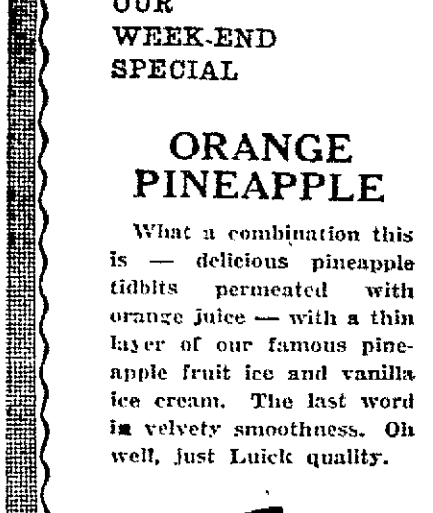 OUR
WEEK-END
SPECIAL
ORANGE
PINEAPPLE
What a combination this
is — delicious pineapple
tidbits permeated with
orange juice — with a thin
layer of our famous pine-
apple fruit ice and vanilla
ice cream. The last word
in velvety smoothness. Oh
well, just Luick quality.